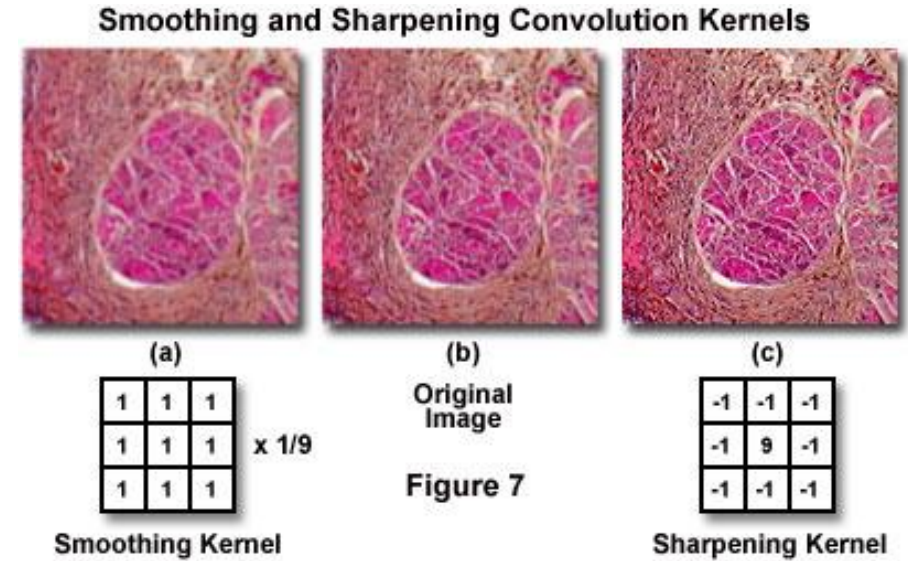 Smoothing and Sharpening Convolution Kernels
(a)
(b)
(c)
1 1 1
1 1 1
1 1 1
x 1/9
Smoothing Kernel
Original
Image
Figure 7
-1 -1 -1
-1 9 -1
-1 -1 -1
Sharpening Kernel